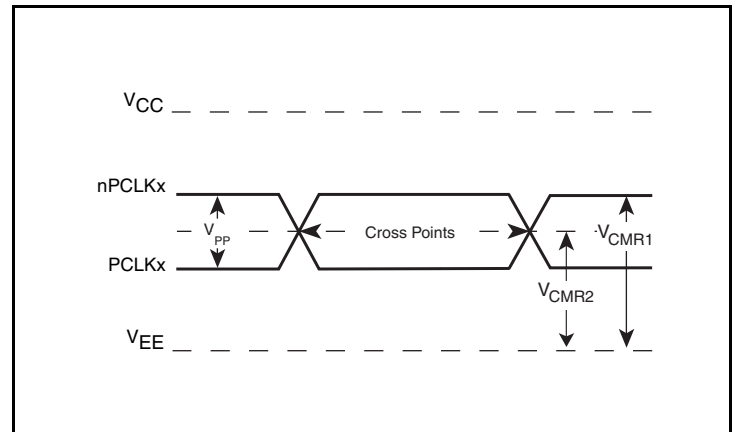 VCC
nPCLKx
VPP
Cross Points
VCMR1
PCLKx
VCMR2
VEE